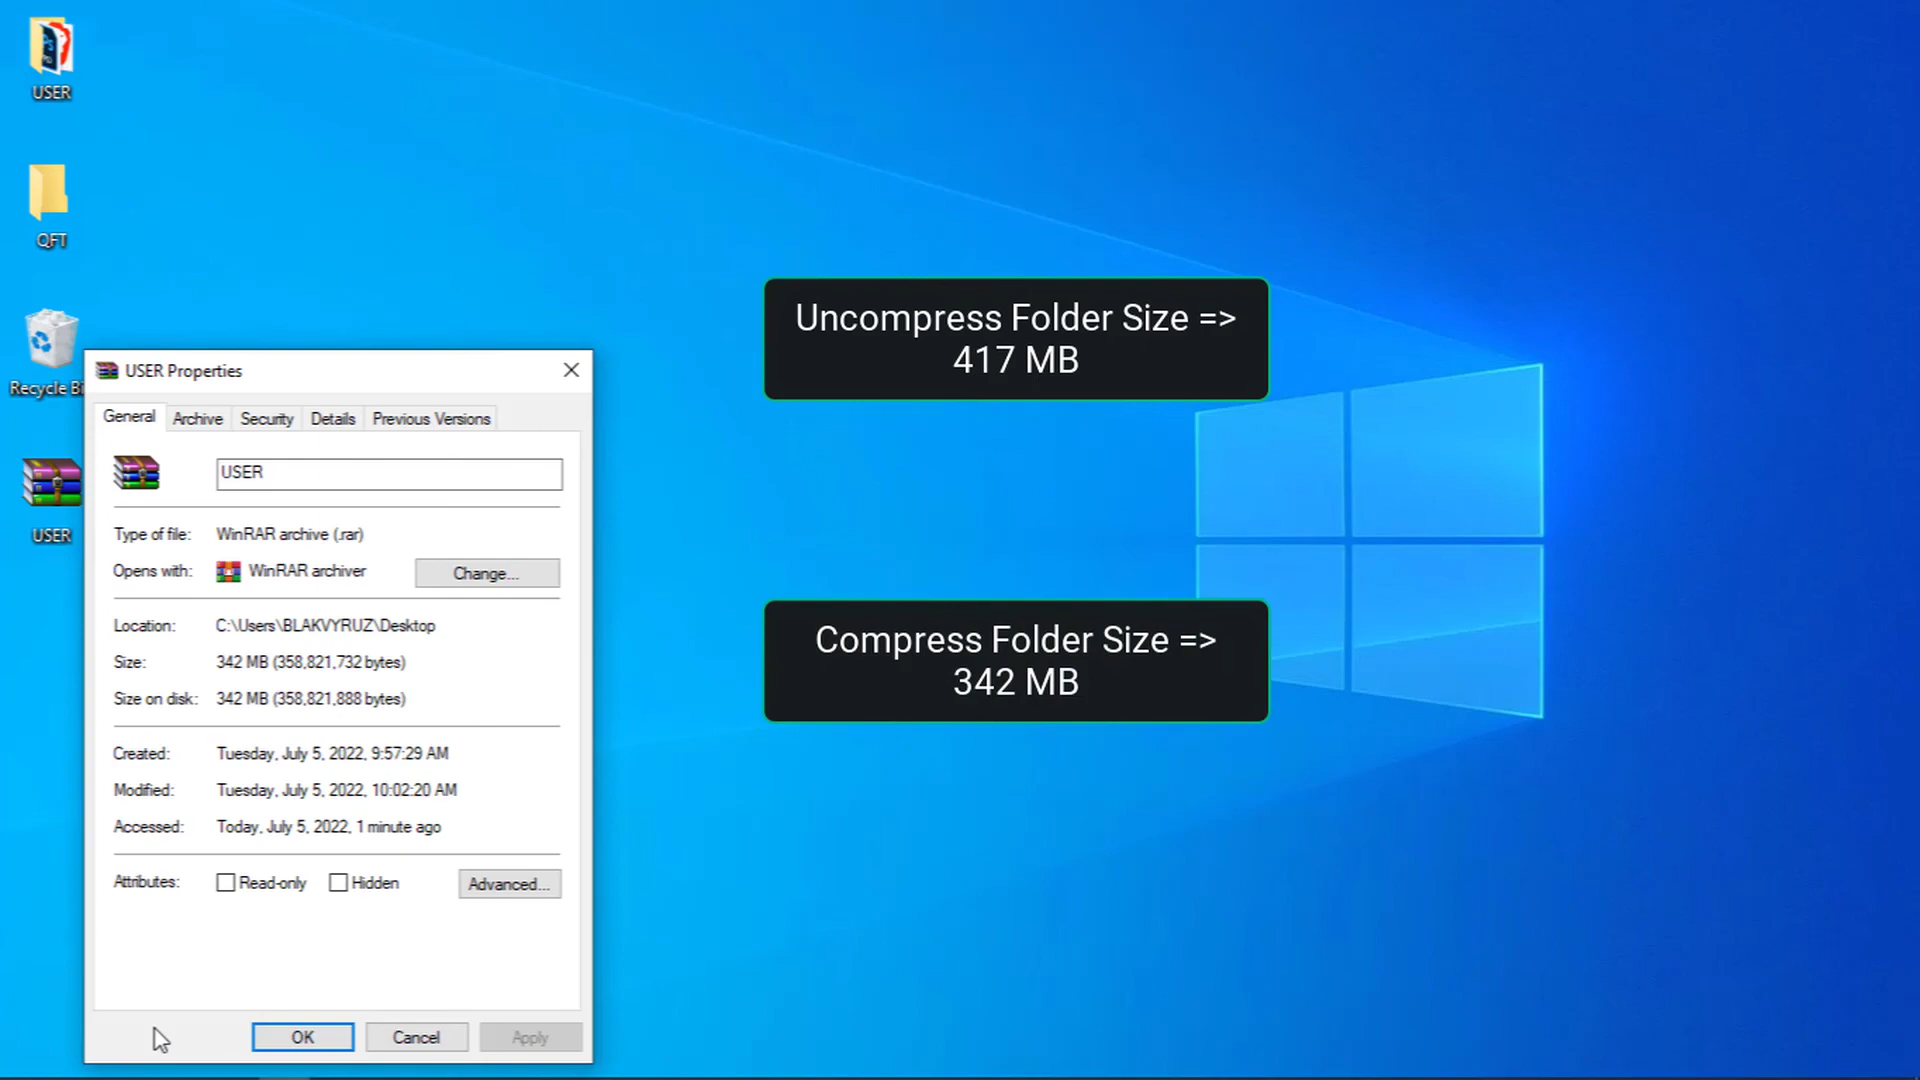 USER
QFT
Recycle Bi
USER
USER Properties
General Archive Security Details Previous Versions
USER
Type of file: WinRAR archive (.rar)
Opens with: WinRAR archiver Change...
Location: C:\Users\BLAKVYRUZ\Desktop
Size: 342 MB (358,821,732 bytes)
Size on disk: 342 MB (358,821,888 bytes)
Created: Tuesday, July 5, 2022, 9:57:29 AM
Modified: Tuesday, July 5, 2022, 10:02:20 AM
Accessed: Today, July 5, 2022, 1 minute ago
Attributes: Read-only Hidden Advanced...
OK Cancel Apply
Uncompress Folder Size =>
417 MB
Compress Folder Size =>
342 MB